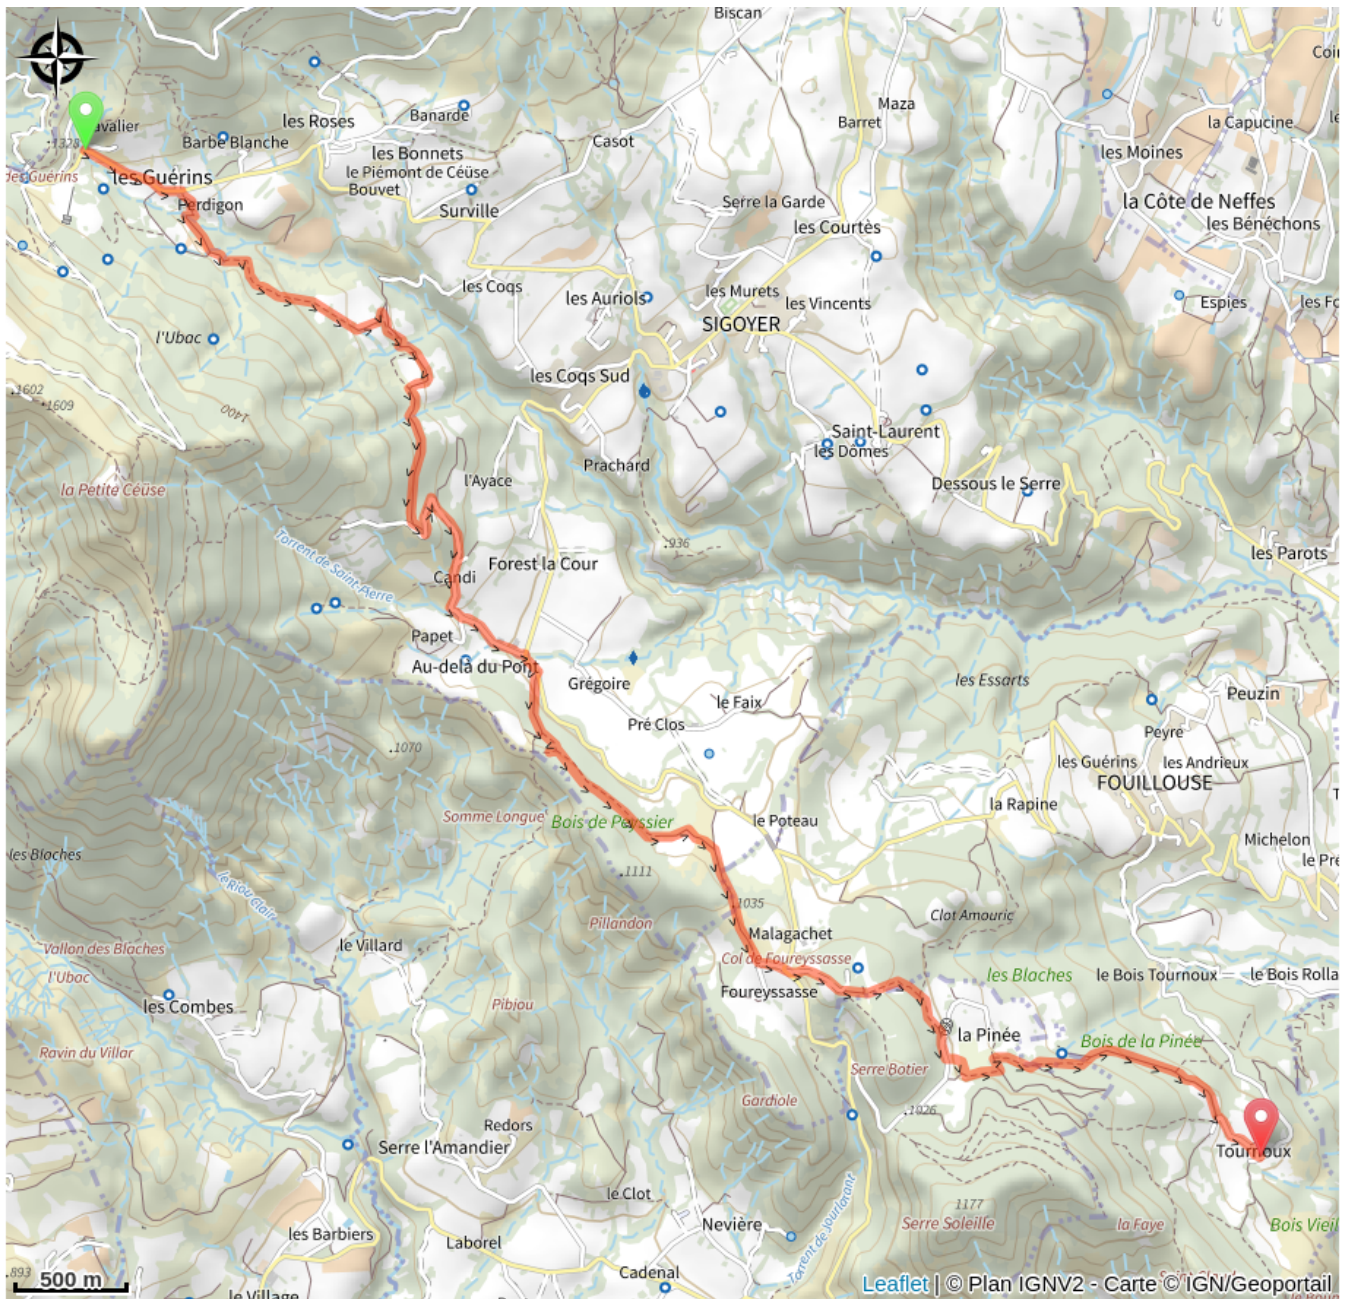 Biscan
Maza
Banarde
les Roses
Barret
la Capucine
Barbe Blanche
Casot
les Bonnets
les Moines
1328
le Piémont de Céüse
des Guérins
les Guérins
Bouvet
Perdigon
Surville
Serre la Garde
la Côte de Neffes
les Courtès
les Bénéchons
les Coqs
les Auriols
les Murets
les Vincents
Espies
l'Ubac
SIGOYER
les Coqs Sud
.1602
1609
1400
Saint-Laurent
les Dômes
Prachard
l'Ayace
Dessous le Serre
la Petite Céüse
.936
les Parots
Torrent de Saint-Pierre
Forest la Cour
Candi
Papet
Au-delà du Pont
Grégoire
les Essarts
Peuzin
le Faix
Pré Clos
Peyre
.1070
les Guérins
les Andrieux
FOUILLOUSE
la Rapine
Somme Longue
Bois de Peyssier
le Poteau
Michelon
les Blaches
.1111
le Riou Clair
1035
Clot Amouric
Pillandon
Malagachet
Vallon des Blaches
le Villard
Col de Foureyssasse
l'Ubac
les Blaches
le Bois Tournoux
le Bois Rolla
Foureyssasse
les Combes
Pibjou
la Pinée
Bois de la Pinée
Ravin du Villar
Serre Botier
Gardiole
.1026
Redors
Serre l'Amandier
Tournoux
le Clot
1177
Nevière
Serre Soleille
la Faye
Bois Viei
les Barbiers
Laborel
Torrent de Jourlarant
893
500 m
Cadenal
le Village
Leaflet | © Plan IGNV2 - Carte © IGN/Geoportail